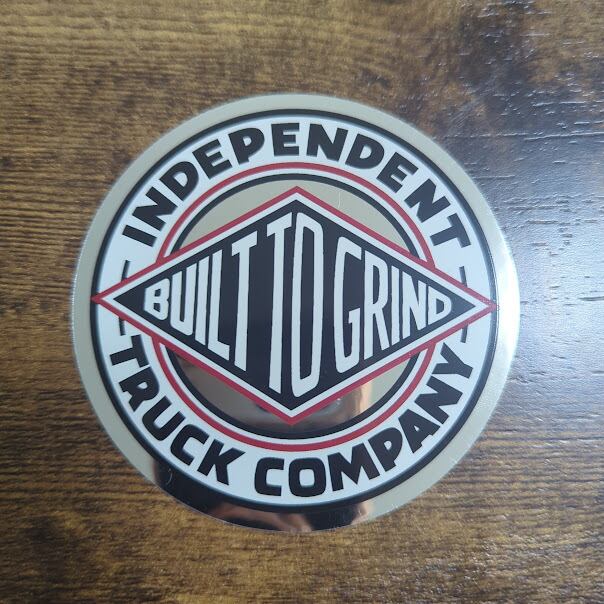 INDEPENDENT
BUILT TO GRIND
TRUCK COMPANY